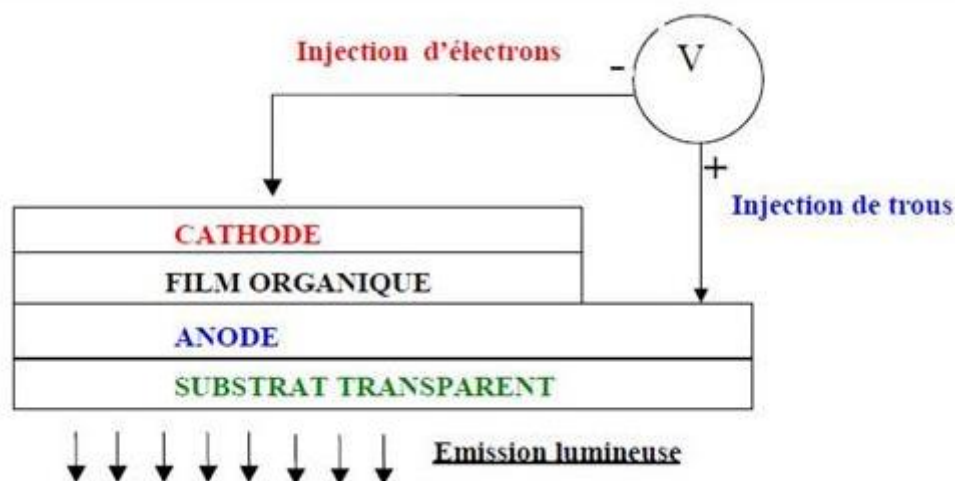 Injection d'électrons
- V
+
Injection de trous
CATHODE
FILM ORGANIQUE
ANODE
SUBSTRAT TRANSPARENT
Emission lumineuse